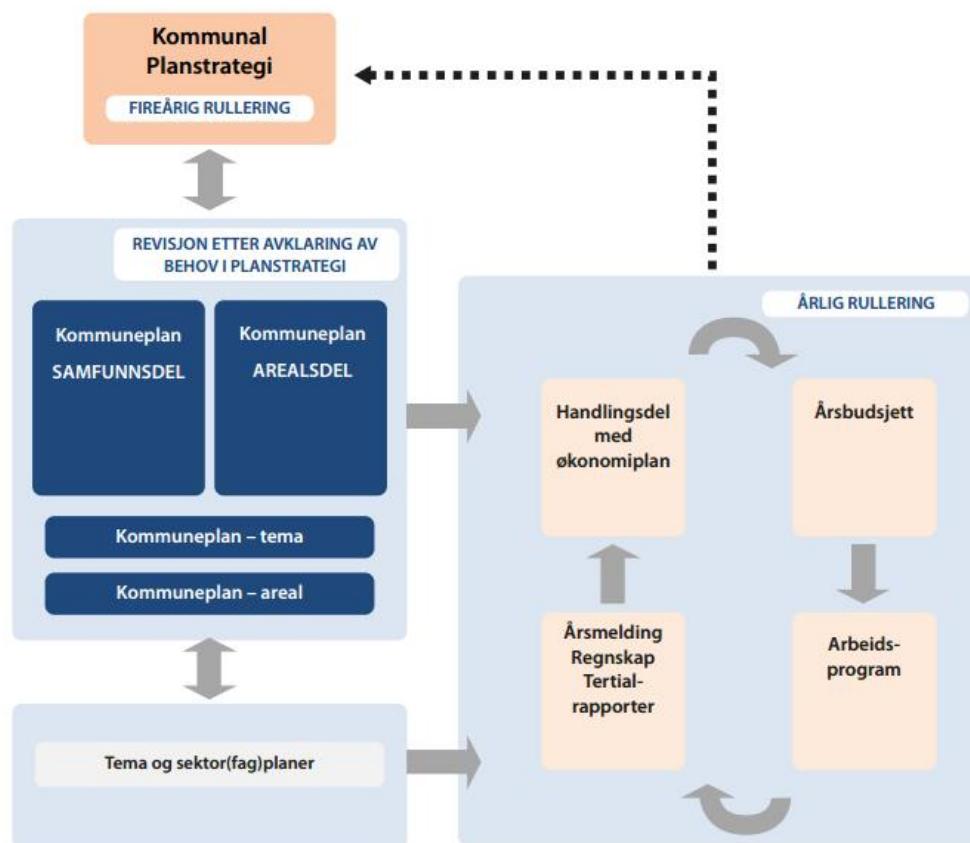 Kommunal
Planstrategi
FIREÅRIG RULLERING
REVISJON ETTER AVKLARING AV
BEHOV I PLANSTRATEGI
Kommuneplan
SAMFUNNSDEL
Kommuneplan
AREALSDEL
Kommuneplan – tema
Kommuneplan – areal
Tema og sektor(fag)planer
ÅRLIG RULLERING
Handlingsdel
med
økonomiplan
Årsbudsjett
Årsmelding
Regnskap
Tertial-
rapporter
Arbeids-
program